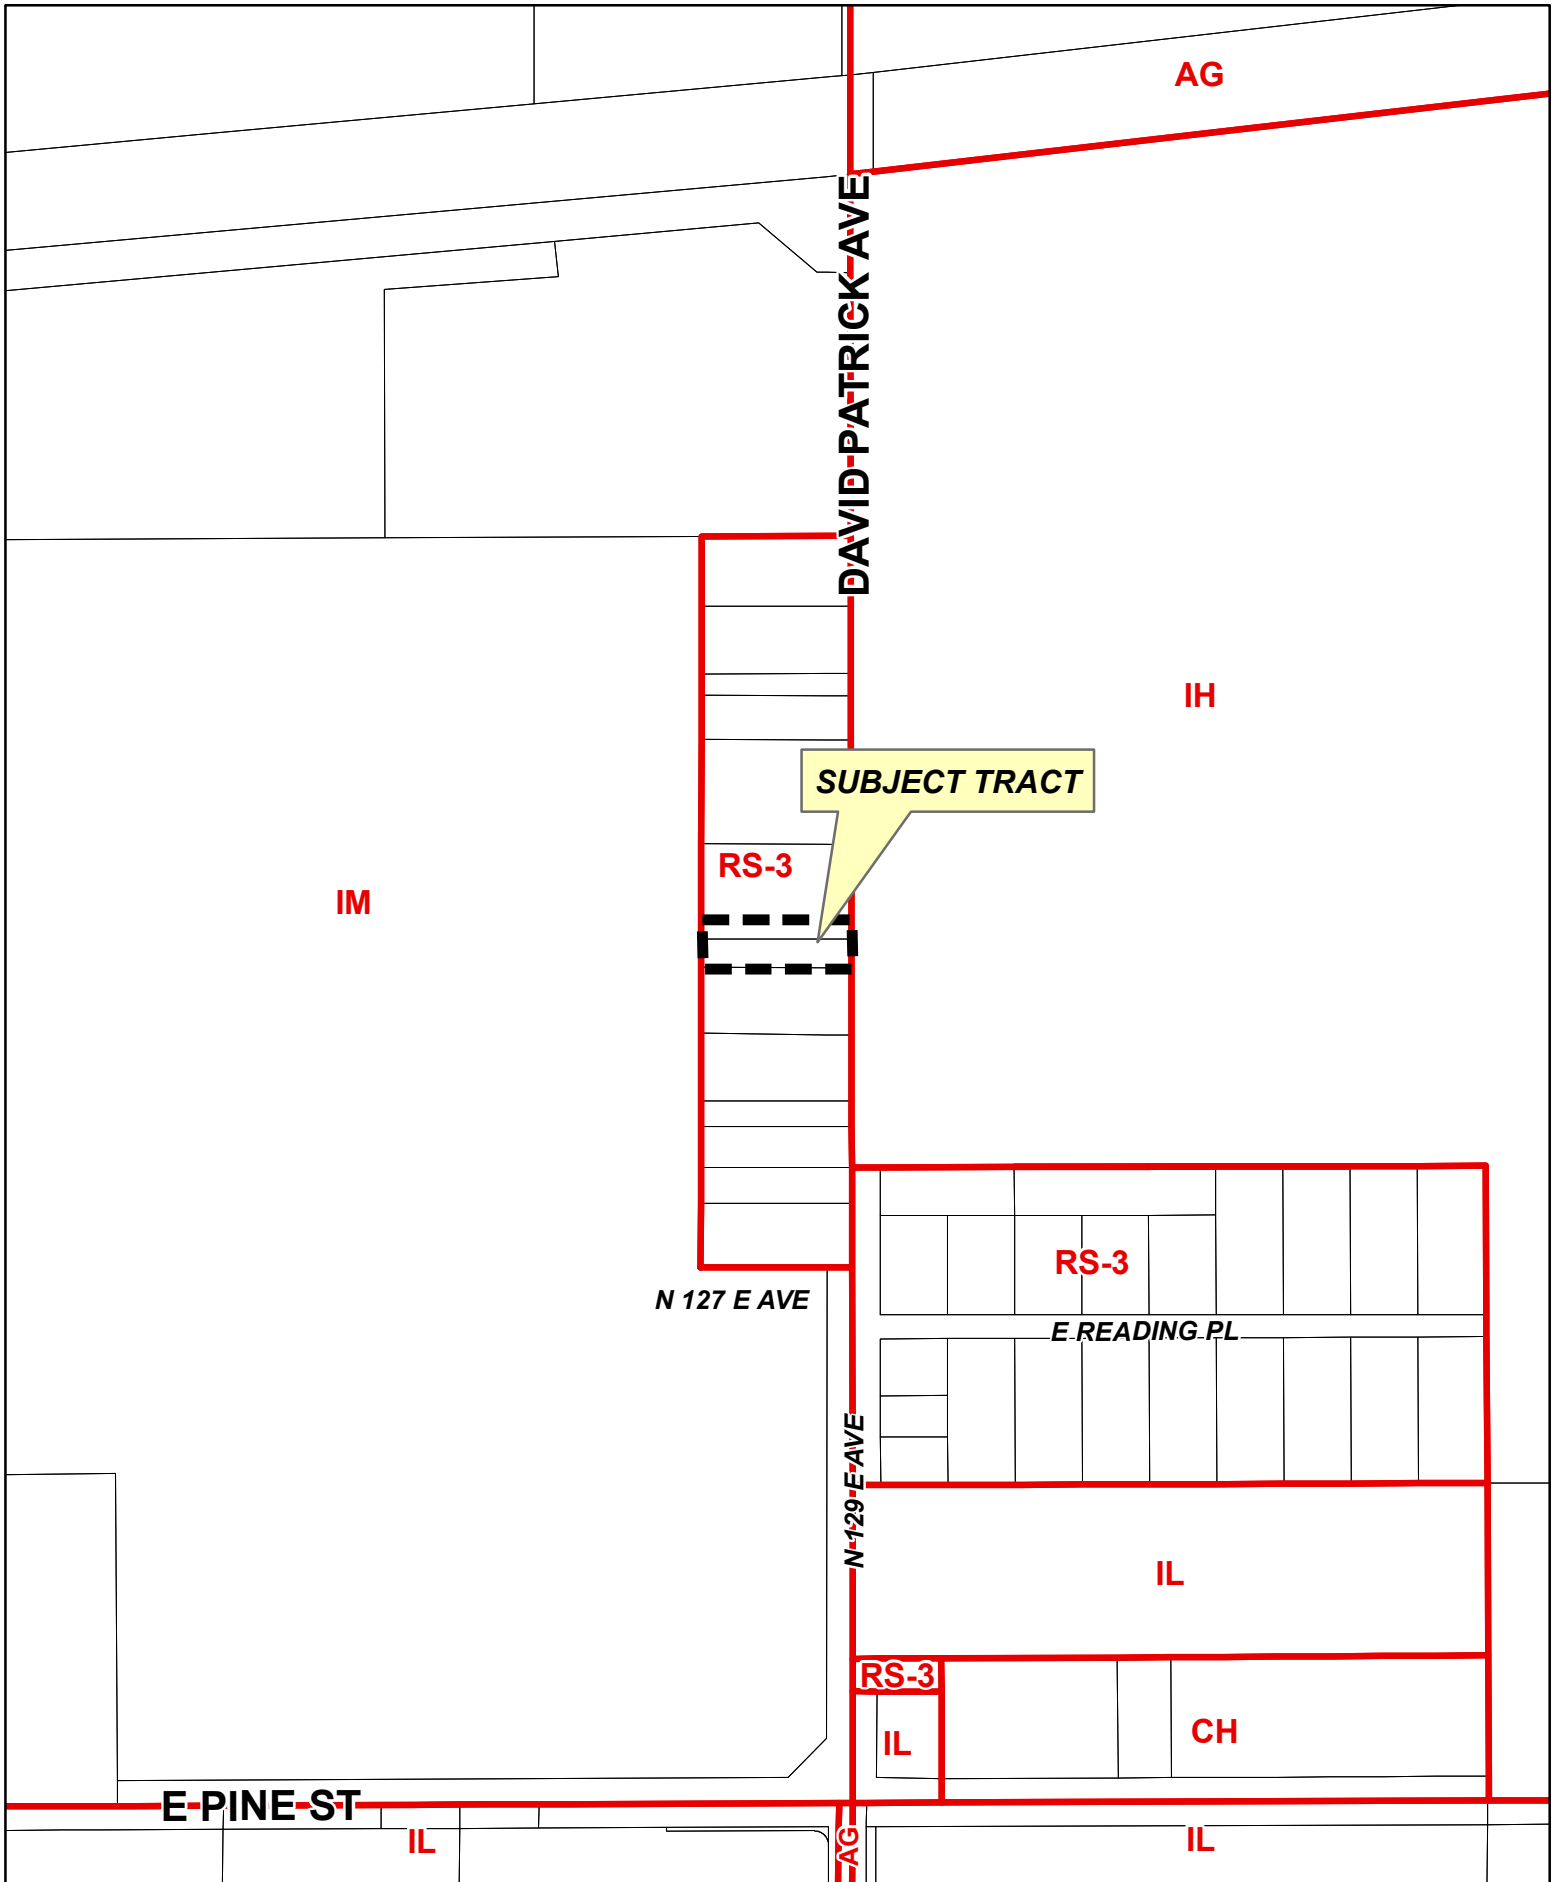 AG
DAVID PATRICK AVE
IH
SUBJECT TRACT
RS-3
IM
RS-3
N 127 E AVE
E READING PL
N 129 E AVE
IL
RS-3
CH
IL
E PINE ST
IL
AG
IL